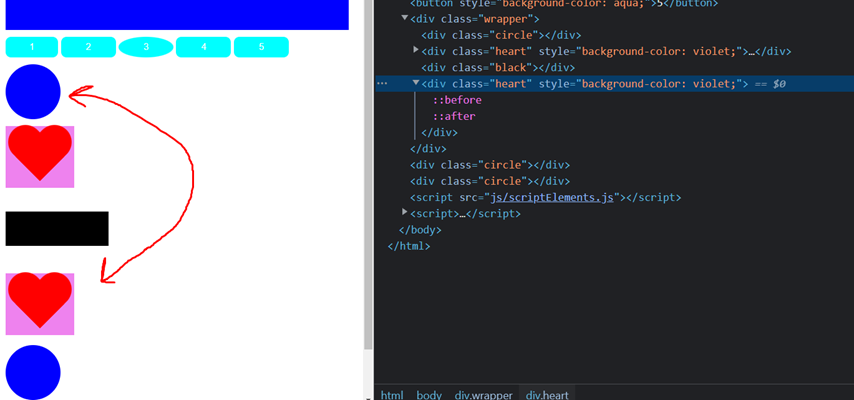 1 2 3 4 5
<button style="background-color: aqua;">5</button>
<div class="wrapper">
<div class="circle"></div>
<div class="heart" style="background-color: violet;">…</div>
<div class="black"></div>
<div class="heart" style="background-color: violet;"> == $0
::before
::after
</div>
</div>
<div class="circle"></div>
<div class="circle"></div>
<script src="js/scriptElements.js"></script>
<script>…</script>
</body>
</html>
html body div.wrapper div.heart